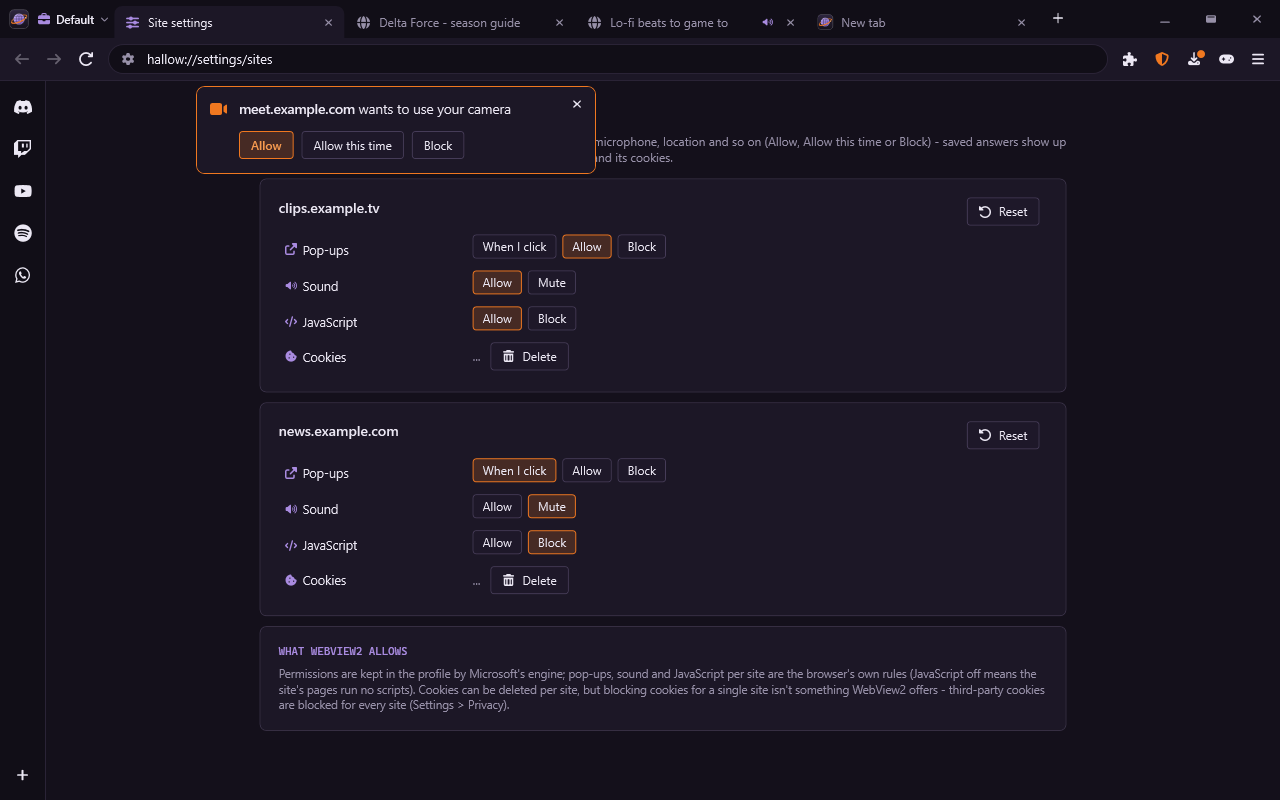 Default
Site settings
Delta Force - season guide
Lo-fi beats to game to
New tab
hallow://settings/sites
meet.example.com wants to use your camera
Allow
Allow this time
Block
microphone, location and so on (Allow, Allow this time or Block) - saved answers show up
and its cookies.
clips.example.tv
Reset
Pop-ups
When I click
Allow
Block
Sound
Allow
Mute
JavaScript
Allow
Block
Cookies
...
Delete
news.example.com
Reset
Pop-ups
When I click
Allow
Block
Sound
Allow
Mute
JavaScript
Allow
Block
Cookies
...
Delete
WHAT WEBVIEW2 ALLOWS
Permissions are kept in the profile by Microsoft's engine; pop-ups, sound and JavaScript per site are the browser's own rules (JavaScript off means the
site's pages run no scripts). Cookies can be deleted per site, but blocking cookies for a single site isn't something WebView2 offers - third-party cookies
are blocked for every site (Settings > Privacy).